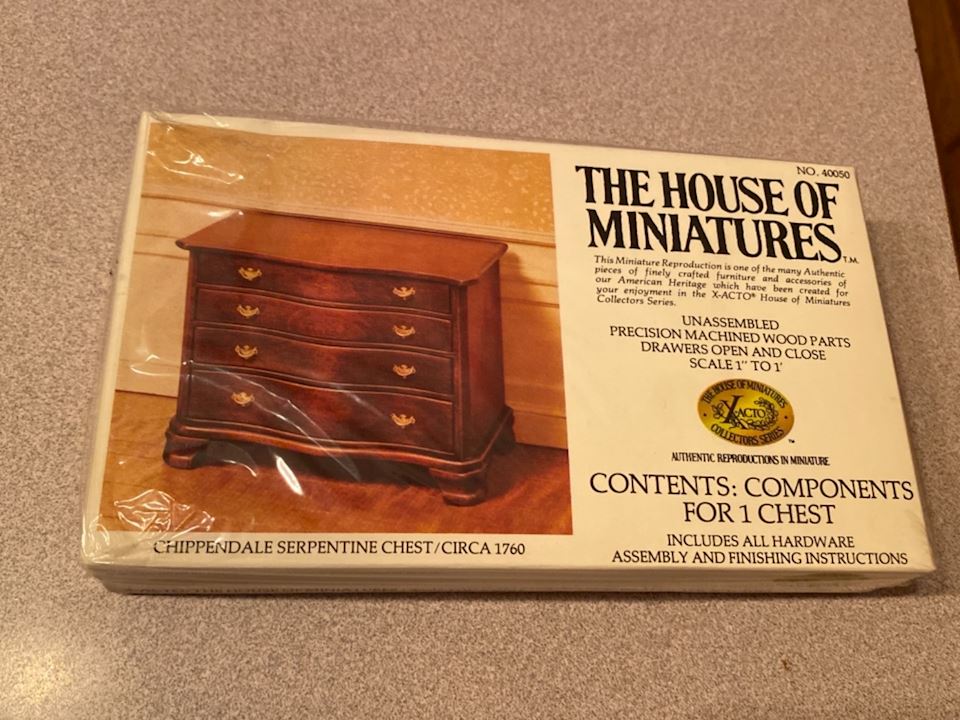 NO. 40050
THE HOUSE OF
MINIATURES T.M.
This Miniature Reproduction is one of the many Authentic
pieces of finely crafted furniture and accessories of
our American Heritage which have been created for
your enjoyment in the X-ACTO® House of Miniatures
Collectors Series.
UNASSEMBLED
PRECISION MACHINED WOOD PARTS
DRAWERS OPEN AND CLOSE
SCALE 1" TO 1'
THE HOUSE OF MINIATURES
X-ACTO
COLLECTORS SERIES
TM
AUTHENTIC REPRODUCTIONS IN MINIATURE
CONTENTS: COMPONENTS
FOR 1 CHEST
INCLUDES ALL HARDWARE
ASSEMBLY AND FINISHING INSTRUCTIONS
CHIPPENDALE SERPENTINE CHEST/CIRCA 1760